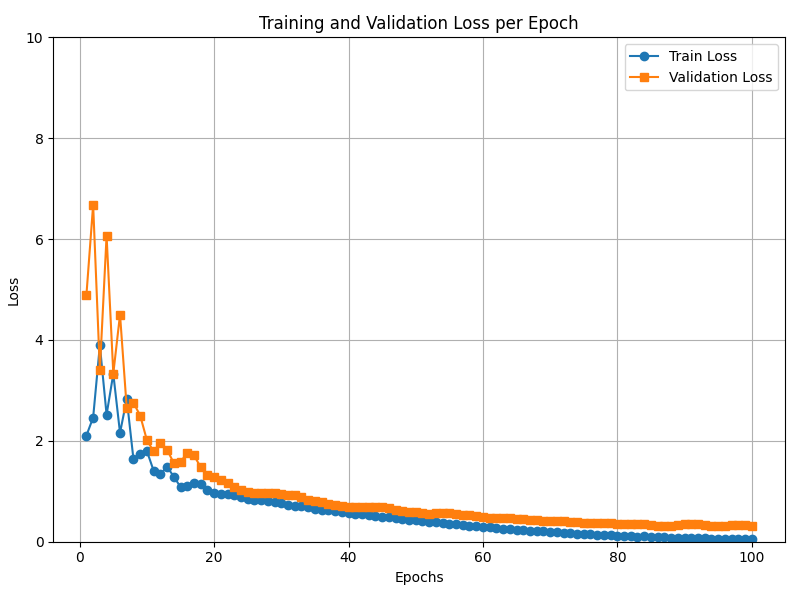 Training and Validation Loss per Epoch
10
8
6
4
2
0
Loss
Train Loss
Validation Loss
0 20 40 60 80 100
Epochs